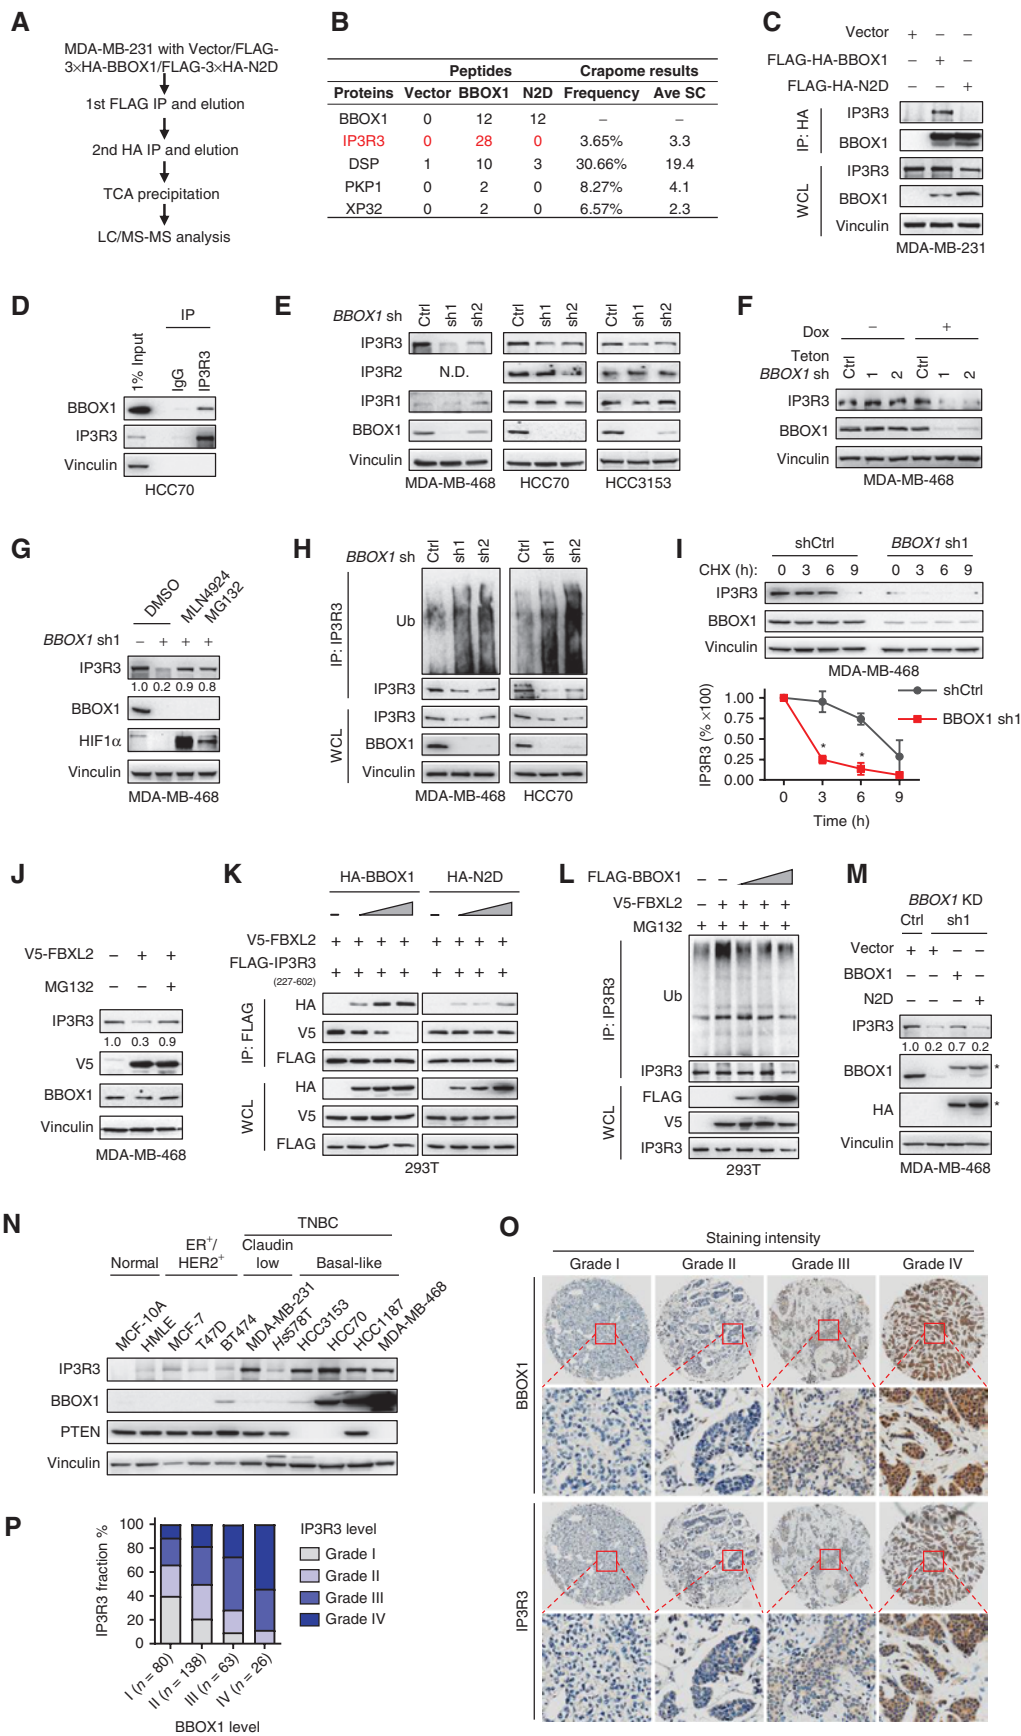 A
MDA-MB-231 with Vector/FLAG-
3×HA-BBOX1/FLAG-3×HA-N2D
1st FLAG IP and elution
2nd HA IP and elution
TCA precipitation
LC/MS-MS analysis
B
Peptides Crapome results
Proteins Vector BBOX1 N2D Frequency Ave SC
BBOX1 0 12 12 – –
IP3R3 0 28 0 3.65% 3.3
DSP 1 10 3 30.66% 19.4
PKP1 0 2 0 8.27% 4.1
XP32 0 2 0 6.57% 2.3
C
Vector + – –
FLAG-HA-BBOX1 – + –
FLAG-HA-N2D – – +
IP: HA
IP3R3
BBOX1
WCL
IP3R3
BBOX1
Vinculin
MDA-MB-231
D
IP
1% Input IgG IP3R3
BBOX1
IP3R3
Vinculin
HCC70
E
BBOX1 sh Ctrl sh1 sh2 Ctrl sh1 sh2 Ctrl sh1 sh2
IP3R3
IP3R2 N.D.
IP3R1
BBOX1
Vinculin
MDA-MB-468 HCC70 HCC3153
F
Dox – +
Teton
BBOX1 sh Ctrl 1 2 Ctrl 1 2
IP3R3
BBOX1
Vinculin
MDA-MB-468
G
DMSO MLN4924 MG132
BBOX1 sh1 – + + +
IP3R3
1.0 0.2 0.9 0.8
BBOX1
HIF1α
Vinculin
MDA-MB-468
H
BBOX1 sh Ctrl sh1 sh2 Ctrl sh1 sh2
IP: IP3R3
Ub
IP3R3
WCL
IP3R3
BBOX1
Vinculin
MDA-MB-468 HCC70
I
shCtrl BBOX1 sh1
CHX (h): 0 3 6 9 0 3 6 9
IP3R3
BBOX1
Vinculin
MDA-MB-468
IP3R3 (% ×100)
1.00
0.75
0.50
0.25
0.00
* *
shCtrl
BBOX1 sh1
0 3 6 9
Time (h)
J
V5-FBXL2 – + +
MG132 – – +
IP3R3
1.0 0.3 0.9
V5
BBOX1
Vinculin
MDA-MB-468
K
HA-BBOX1 HA-N2D
– –
V5-FBXL2 + + + + + + + +
FLAG-IP3R3 + + + + + + + +
(227-602)
IP: FLAG
HA
V5
FLAG
WCL
HA
V5
FLAG
293T
L
FLAG-BBOX1 – –
V5-FBXL2 – + + + +
MG132 + + + + +
IP: IP3R3
Ub
IP3R3
WCL
FLAG
V5
IP3R3
293T
M
BBOX1 KD
Ctrl sh1
Vector + + – –
BBOX1 – – + –
N2D – – – +
IP3R3
1.0 0.2 0.7 0.2
BBOX1 *
HA *
Vinculin
MDA-MB-468
N
TNBC
Normal ER+/ HER2+ Claudin low Basal-like
MCF-10A HMLE MCF-7 T47D BT474 MDA-MB-231 Hs578T HCC3153 HCC70 HCC1187 MDA-MB-468
IP3R3
BBOX1
PTEN
Vinculin
O
Staining intensity
Grade I Grade II Grade III Grade IV
BBOX1
IP3R3
P
IP3R3 fraction %
100
80
60
40
20
0
IP3R3 level
Grade I
Grade II
Grade III
Grade IV
I (n = 80) II (n = 138) III (n = 63) IV (n = 26)
BBOX1 level